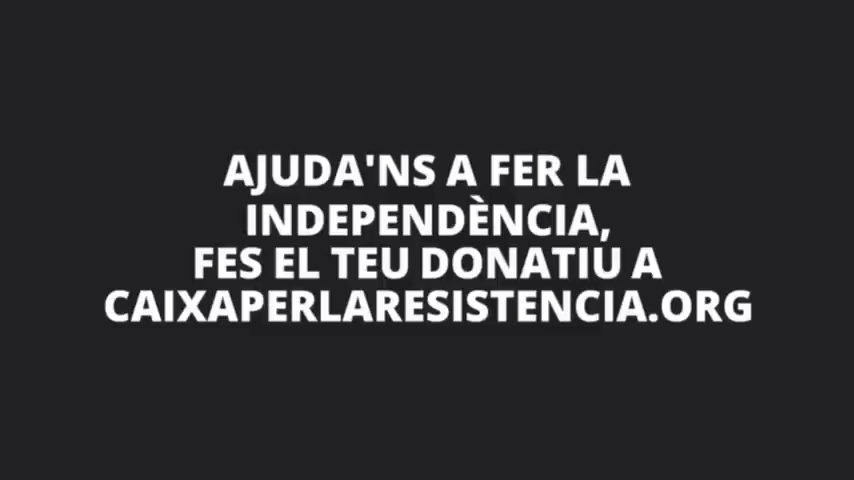 AJUDA'NS A FER LA
INDEPENDÈNCIA,
FES EL TEU DONATIU A
CAIXAPERLARESISTENCIA.ORG